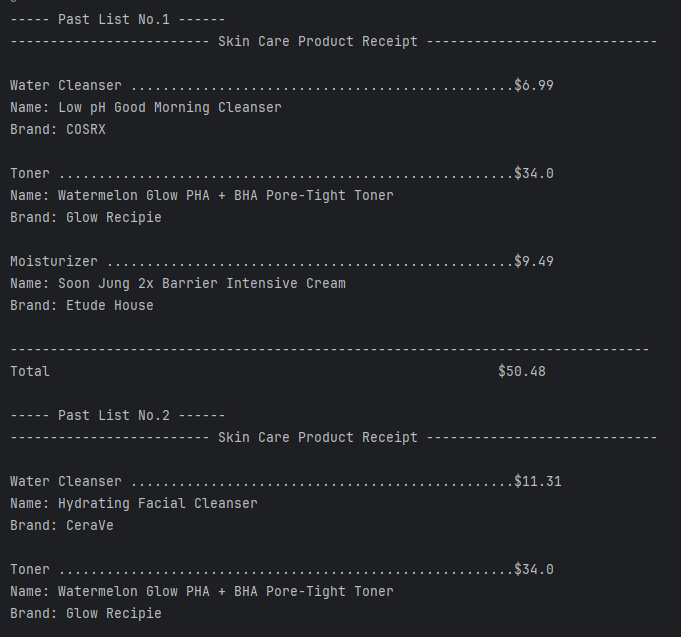 ----- Past List No.1 ------
------------------------- Skin Care Product Receipt -----------------------------
Water Cleanser ................................................$6.99
Name: Low pH Good Morning Cleanser
Brand: COSRX
Toner .........................................................$34.0
Name: Watermelon Glow PHA + BHA Pore-Tight Toner
Brand: Glow Recipie
Moisturizer ...................................................$9.49
Name: Soon Jung 2x Barrier Intensive Cream
Brand: Etude House
--------------------------------------------------------------------------------
Total                                                        $50.48
----- Past List No.2 ------
------------------------- Skin Care Product Receipt -----------------------------
Water Cleanser ................................................$11.31
Name: Hydrating Facial Cleanser
Brand: CeraVe
Toner .........................................................$34.0
Name: Watermelon Glow PHA + BHA Pore-Tight Toner
Brand: Glow Recipie